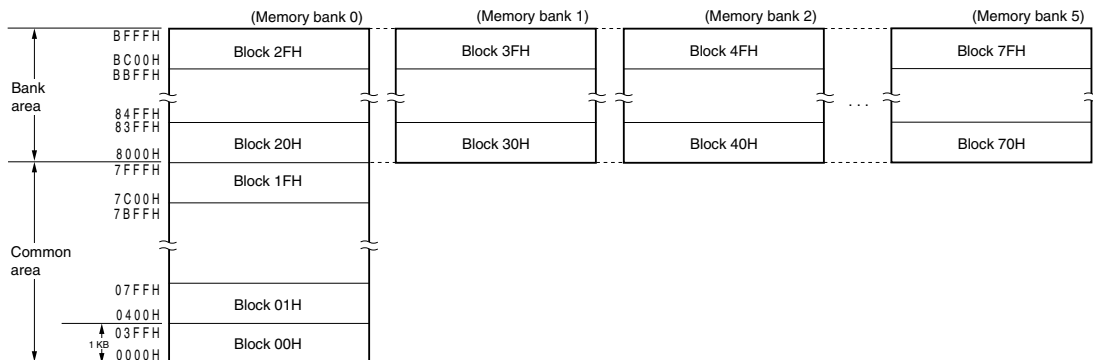 (Memory bank 0) (Memory bank 1) (Memory bank 2) (Memory bank 5)
BFFFH
Block 2FH Block 3FH Block 4FH Block 7FH
BC00H
BBFFH
Bank
area
. . .
84FFH
83FFH
Block 20H Block 30H Block 40H Block 70H
8000H
7FFFH
Block 1FH
7C00H
7BFFH
Common
area
07FFH
Block 01H
0400H
03FFH
1 KB
Block 00H
0000H